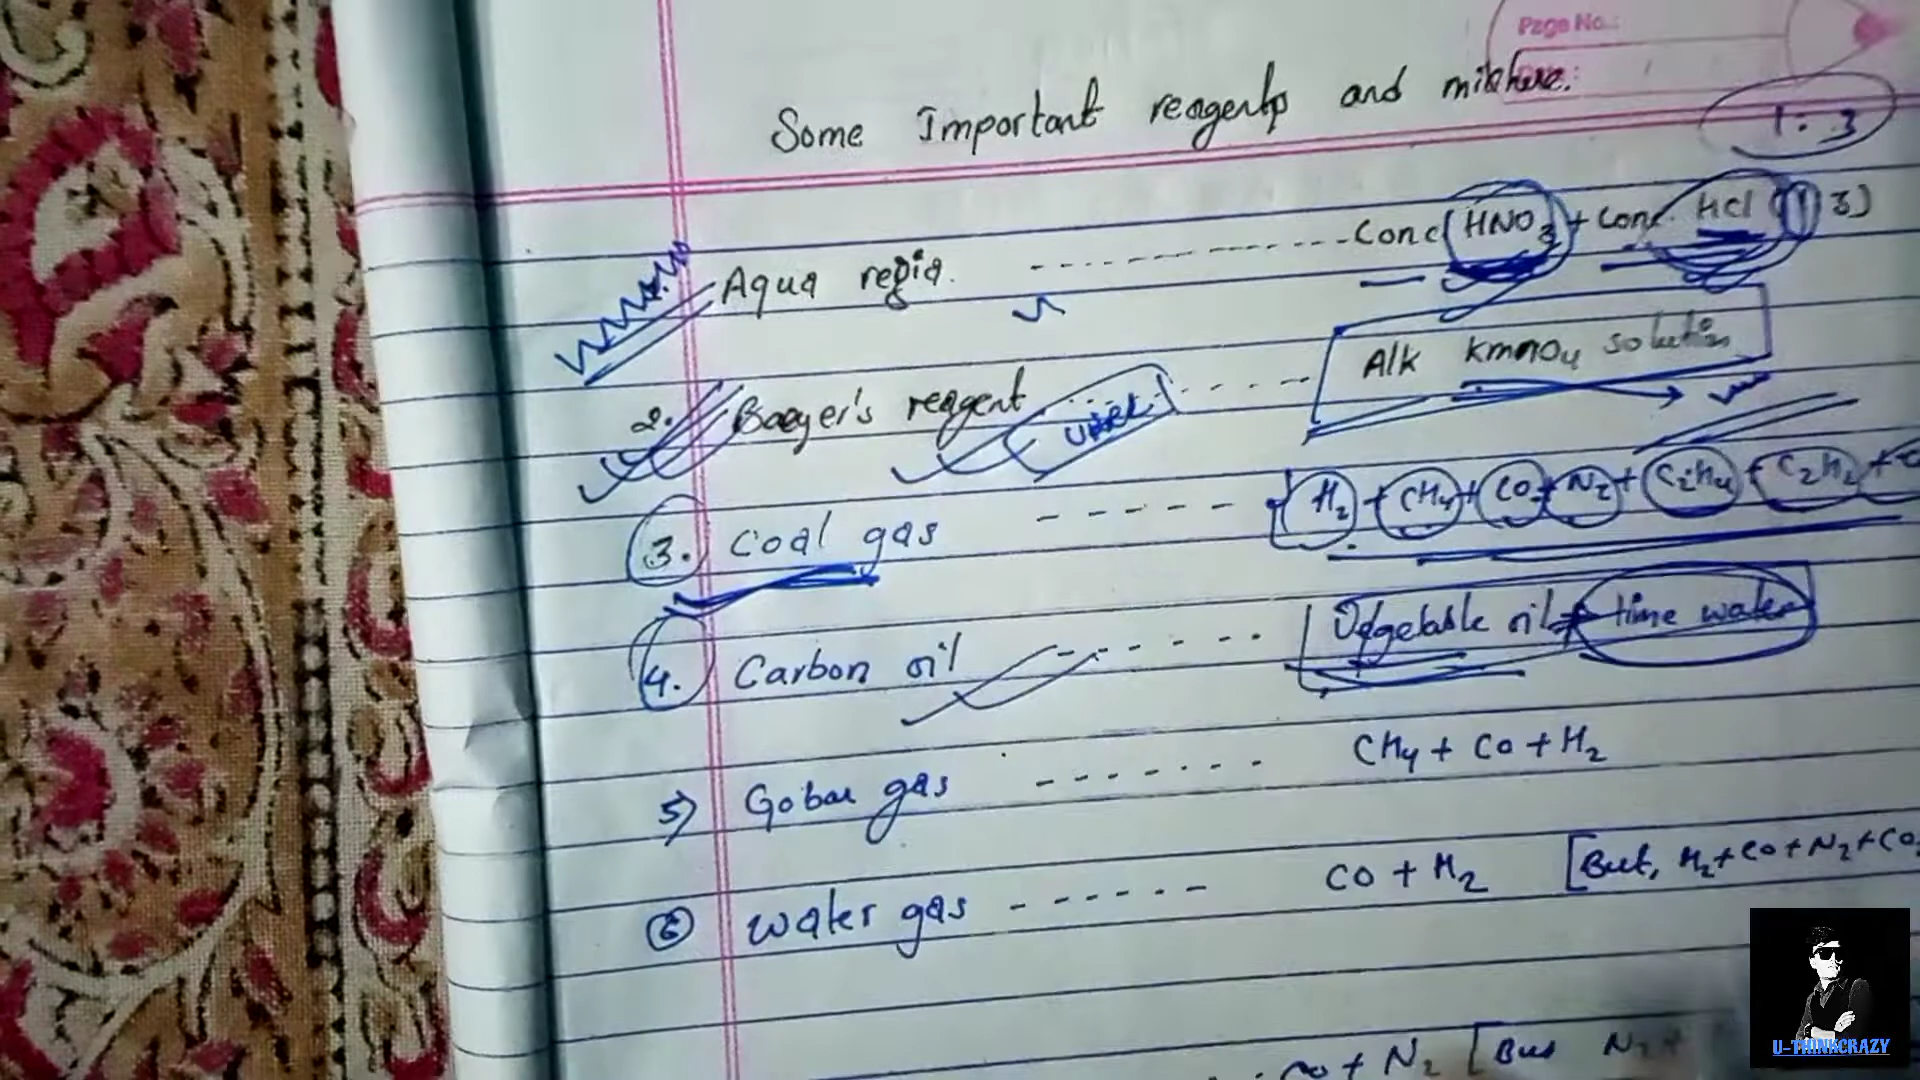 Page No.:
Some Important reagents and mixture.
1:3
Aqua regia. ---------- Conc HNO3 + Conc. HCl (1:3)
2. Baeyer's reagent ------ Alk KmnO4 solution
3. Coal gas ------ H2 + CH4 + CO + N2 + C2H4 + C2H2 +
4. Carbon oil ------ Vegetable oil + lime water
5) Gobar gas ------- CH4 + CO + H2
6 Water gas ------ CO + H2 [But, H2+CO+N2+CO2
CO + N2 [But N2+
U-THINKCRAZY